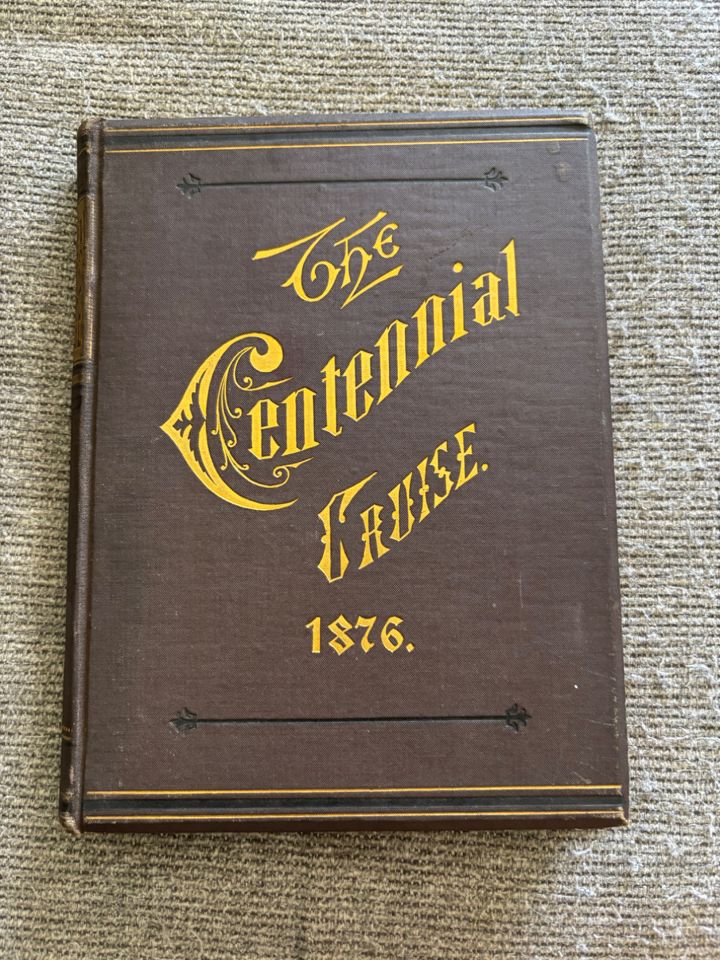 The
Centennial
CRUISE.
1876.